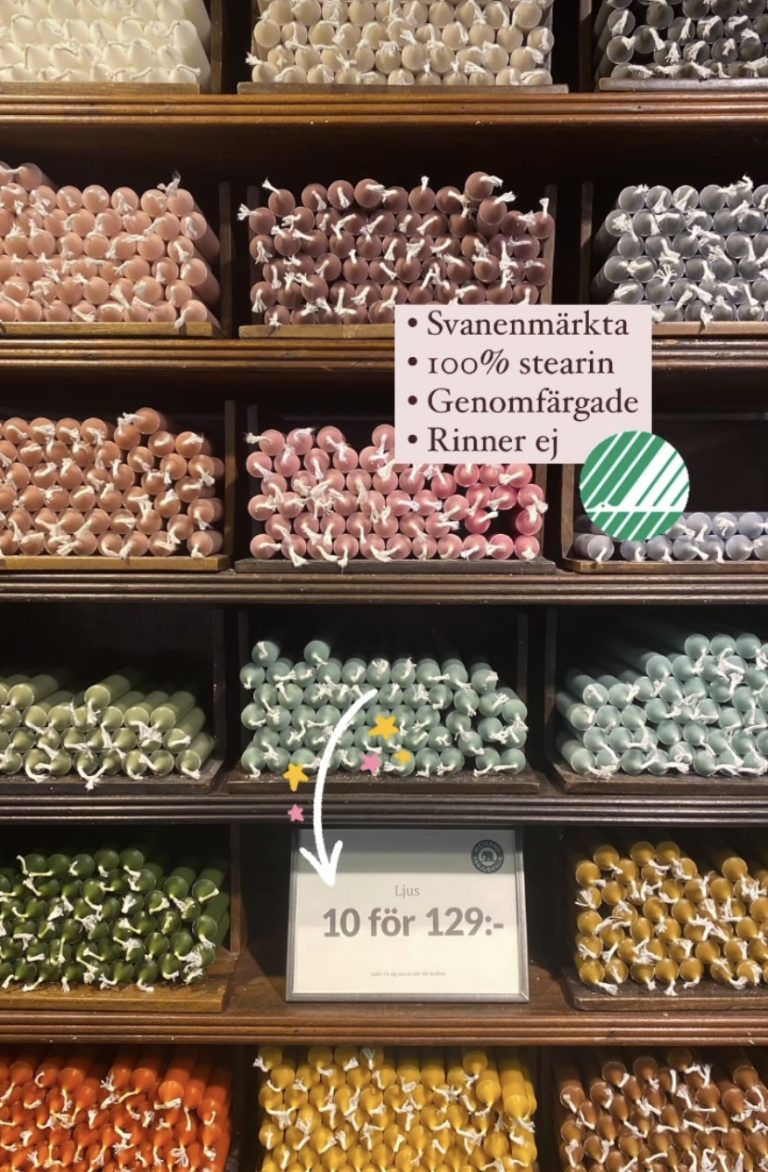 • Svanenmärkta
• 100% stearin
• Genomfärgade
• Rinner ej
Ljus
10 för 129:-